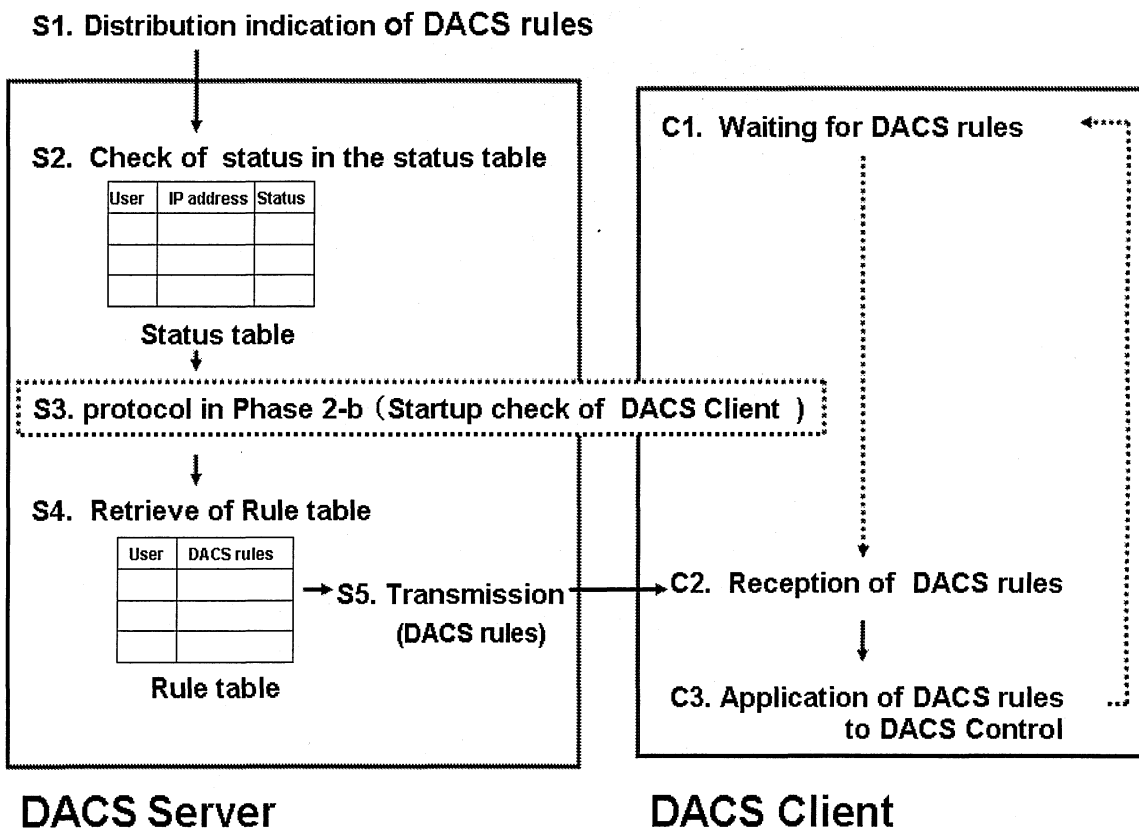 S1. Distribution indication of DACS rules
S2. Check of status in the status table
User IP address Status
Status table
S3. protocol in Phase 2-b (Startup check of DACS Client )
S4. Retrieve of Rule table
User DACS rules
Rule table
S5. Transmission
(DACS rules)
DACS Server
C1. Waiting for DACS rules
C2. Reception of DACS rules
C3. Application of DACS rules
to DACS Control
DACS Client